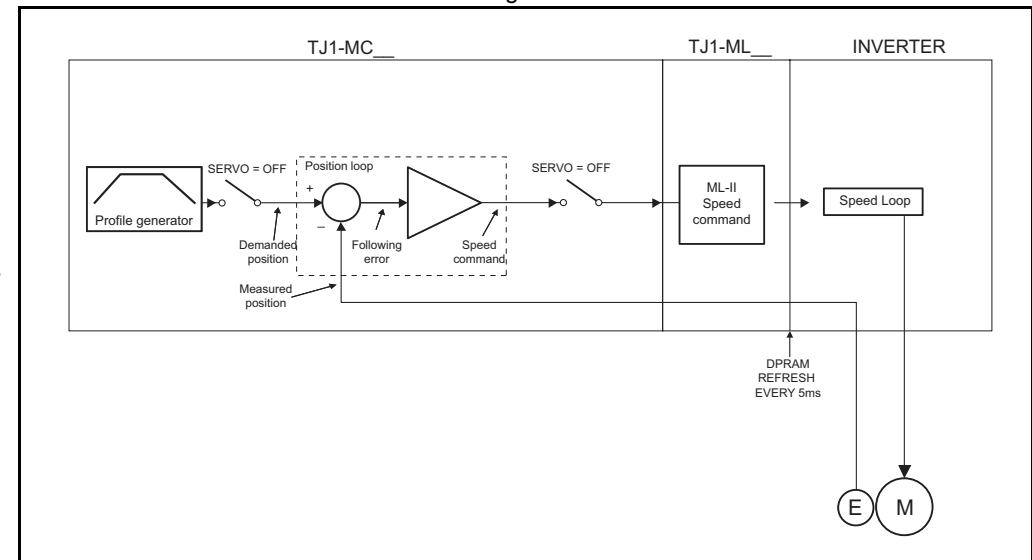 TJ1-MC__
TJ1-ML__
INVERTER
SERVO = OFF
Position loop
SERVO = OFF
+
Profile generator
ML-II
Speed
command
Speed Loop
–
Demanded
position
Following
error
Speed
command
Measured
position
DPRAM
REFRESH
EVERY 5ms
E
M